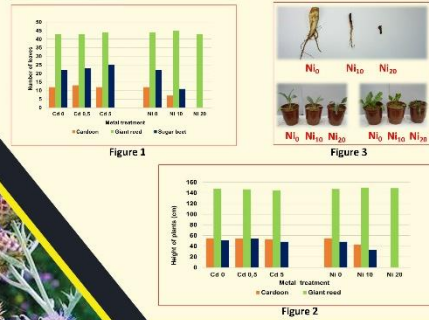 Number of leaves
50
45
40
35
30
25
20
15
10
5
0
Cd 0 Cd 0,5 Cd 5 Ni 0 Ni 10 Ni 20
Metal treatment
Cardoon Giant reed Sugar beet
Figure 1
Ni0 Ni10 Ni20
Ni0 Ni10 Ni20 Ni0 Ni10 Ni20
Figure 3
Height of plants (cm)
160
140
120
100
80
60
40
20
0
Cd 0 Cd 0,5 Cd 5 Ni 0 Ni 10 Ni 20
Metal treatment
Cardoon Giant reed Sugar beet
Figure 2